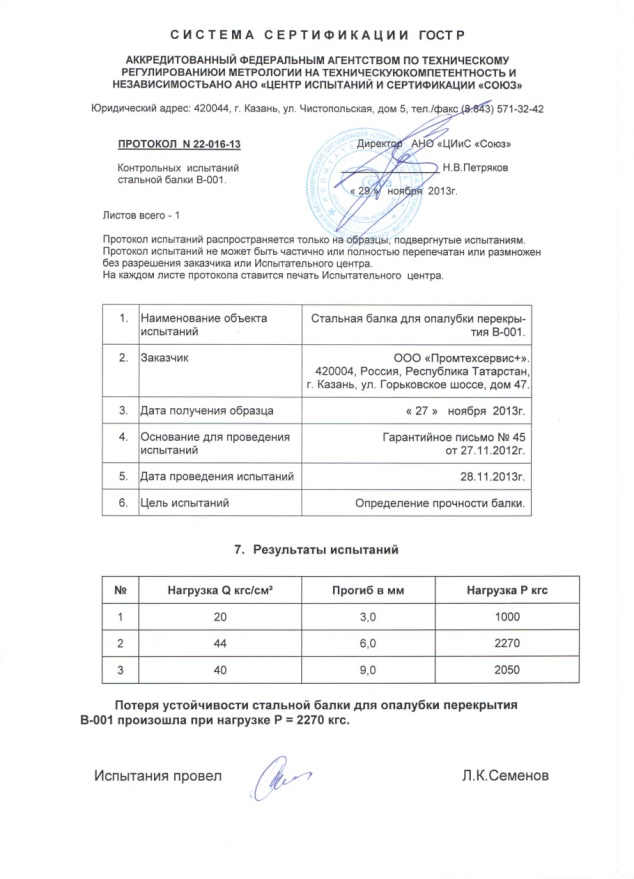 СИСТЕМА СЕРТИФИКАЦИИ ГОСТ Р
АККРЕДИТОВАННЫЙ ФЕДЕРАЛЬНЫМ АГЕНТСТВОМ ПО ТЕХНИЧЕСКОМУ
РЕГУЛИРОВАНИЮИ МЕТРОЛОГИИ НА ТЕХНИЧЕСКУЮКОМПЕТЕНТНОСТЬ И
НЕЗАВИСИМОСТЬАНО АНО «ЦЕНТР ИСПЫТАНИЙ И СЕРТИФИКАЦИИ «СОЮЗ»
Юридический адрес: 420044, г. Казань, ул. Чистопольская, дом 5, тел./факс (8.843) 571-32-42
ПРОТОКОЛ N 22-016-13
Директор АНО «ЦИиС «Союз»
Контрольных испытаний
стальной балки В-001.
Н.В.Петряков
« 28 » ноября 2013г.
Листов всего - 1
Протокол испытаний распространяется только на образцы, подвергнутые испытаниям.
Протокол испытаний не может быть частично или полностью перепечатан или размножен
без разрешения заказчика или Испытательного центра.
На каждом листе протокола ставится печать Испытательного центра.
1. Наименование объекта испытаний Стальная балка для опалубки перекры-
тия В-001.
2. Заказчик ООО «Промтехсервис+».
420004, Россия, Республика Татарстан,
г. Казань, ул. Горьковское шоссе, дом 47.
3. Дата получения образца « 27 » ноября 2013г.
4. Основание для проведения испытаний Гарантийное письмо № 45
от 27.11.2012г.
5. Дата проведения испытаний 28.11.2013г.
6. Цель испытаний Определение прочности балки.
7. Результаты испытаний
№ Нагрузка Q кгс/см² Прогиб в мм Нагрузка Р кгс
1 20 3,0 1000
2 44 6,0 2270
3 40 9,0 2050
Потеря устойчивости стальной балки для опалубки перекрытия
В-001 произошла при нагрузке Р = 2270 кгс.
Испытания провел Л.К.Семенов